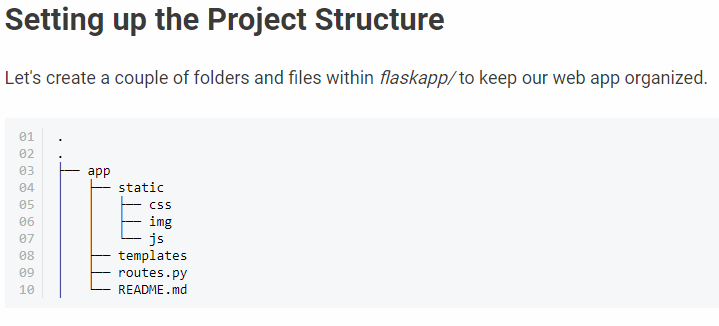 Setting up the Project Structure
Let's create a couple of folders and files within flaskapp/ to keep our web app organized.
01 .
02 .
03 ├── app
04 │   ├── static
05 │   │   ├── css
06 │   │   ├── img
07 │   │   └── js
08 │   ├── templates
09 │   ├── routes.py
10 │   └── README.md